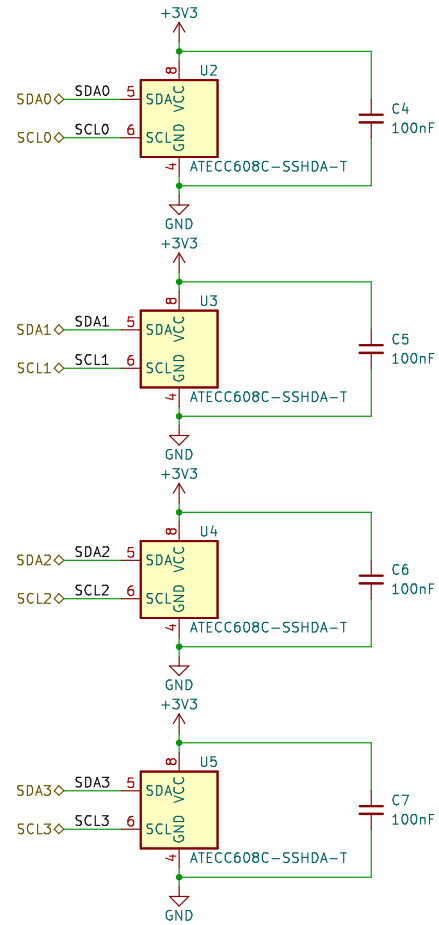 +3V3
8
U2
SDA0 SDA0 5 SDA VCC
C4
100nF
SCL0 SCL0 6 SCL GND
4
ATECC608C-SSHDA-T
GND
+3V3
8
U3
SDA1 SDA1 5 SDA VCC
C5
100nF
SCL1 SCL1 6 SCL GND
4
ATECC608C-SSHDA-T
GND
+3V3
8
U4
SDA2 SDA2 5 SDA VCC
C6
100nF
SCL2 SCL2 6 SCL GND
4
ATECC608C-SSHDA-T
GND
+3V3
8
U5
SDA3 SDA3 5 SDA VCC
C7
100nF
SCL3 SCL3 6 SCL GND
4
ATECC608C-SSHDA-T
GND